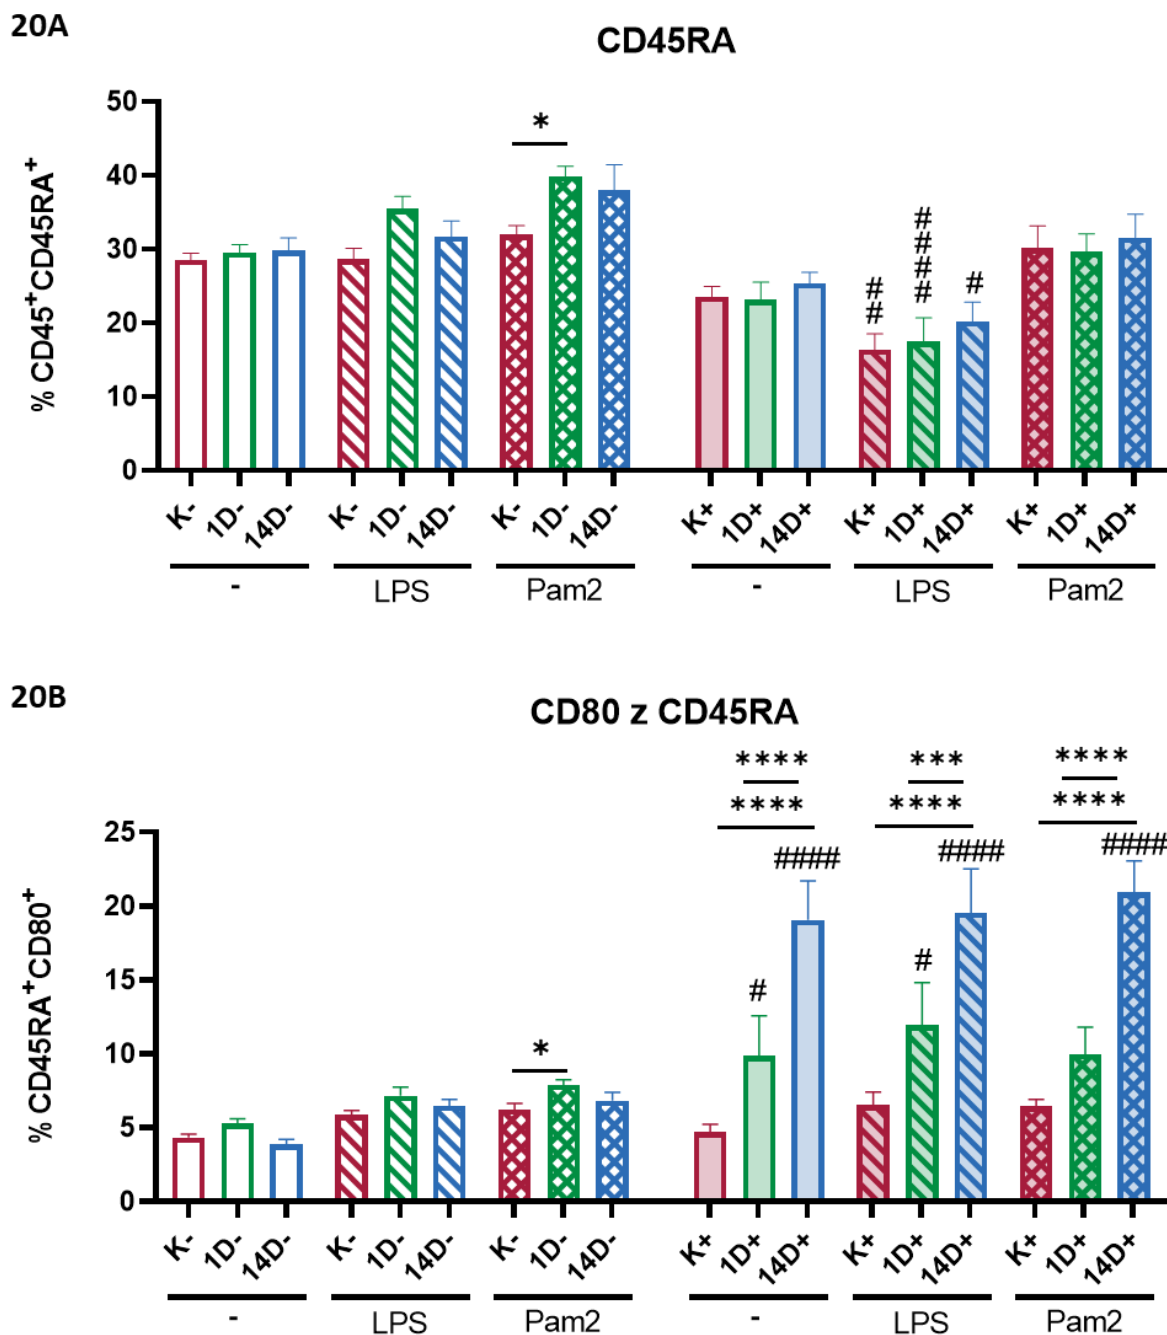 20A
CD45RA
% CD45⁺CD45RA⁺
50
40
30
20
10
0
*
##
####
#
K- 1D- 14D- K- 1D- 14D- K- 1D- 14D- K+ 1D+ 14D+ K+ 1D+ 14D+ K+ 1D+ 14D+
- LPS Pam2 - LPS Pam2
20B
CD80 z CD45RA
% CD45RA⁺CD80⁺
**** *** ****
**** **** ****
25
20
15
10
5
0
#### #### ####
# #
*
K- 1D- 14D- K- 1D- 14D- K- 1D- 14D- K+ 1D+ 14D+ K+ 1D+ 14D+ K+ 1D+ 14D+
- LPS Pam2 - LPS Pam2